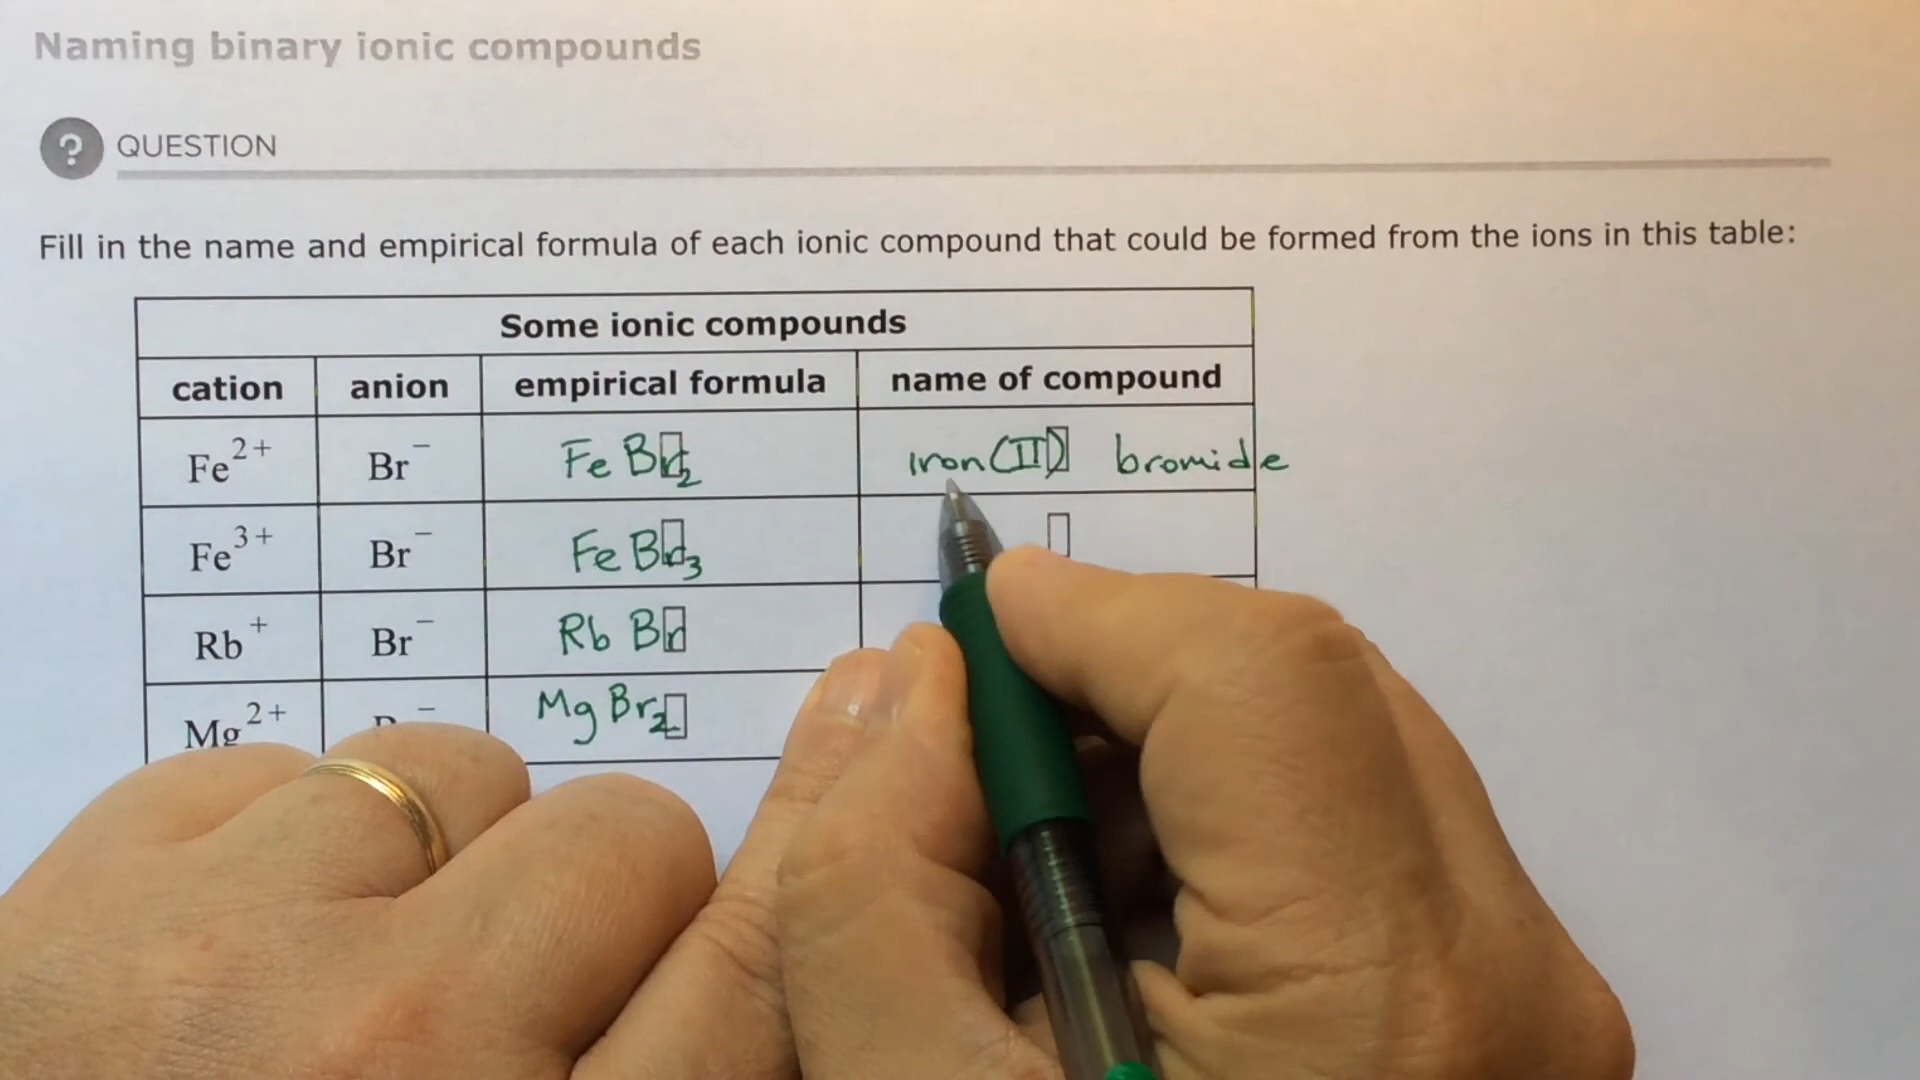 Naming binary ionic compounds
? QUESTION
Fill in the name and empirical formula of each ionic compound that could be formed from the ions in this table:
Some ionic compounds
cation anion empirical formula name of compound
Fe2+ Br− FeBr2 iron(II) bromide
Fe3+ Br− FeBr3
Rb+ Br− RbBr
Mg2+ − MgBr2